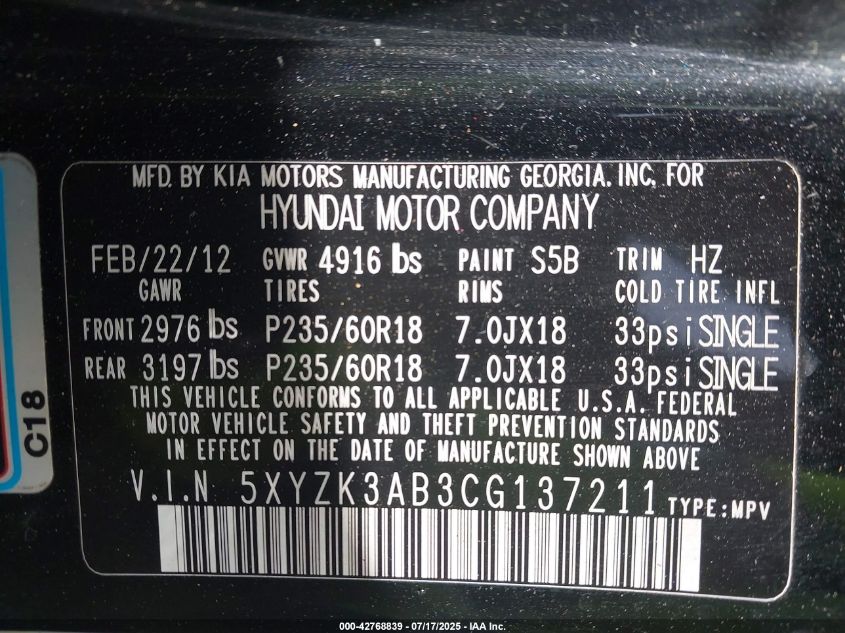 MFD. BY KIA MOTORS MANUFACTURING GEORGIA. INC, FOR
HYUNDAI MOTOR COMPANY
FEB/22/12 GVWR 4916 lbs PAINT S5B TRIM HZ
GAWR TIRES RIMS COLD TIRE INFL
FRONT 2976 lbs P235/60R18 7.0JX18 33psi SINGLE
REAR 3197 lbs P235/60R18 7.0JX18 33psi SINGLE
THIS VEHICLE CONFORMS TO ALL APPLICABLE U.S.A. FEDERAL
MOTOR VEHICLE SAFETY AND THEFT PREVENTION STANDARDS
IN EFFECT ON THE DATE OF MANUFACTURE SHOWN ABOVE
V.I.N 5XYZK3AB3CG137211 TYPE:MPV
C18
000-42768839 - 07/17/2025 - IAA Inc.